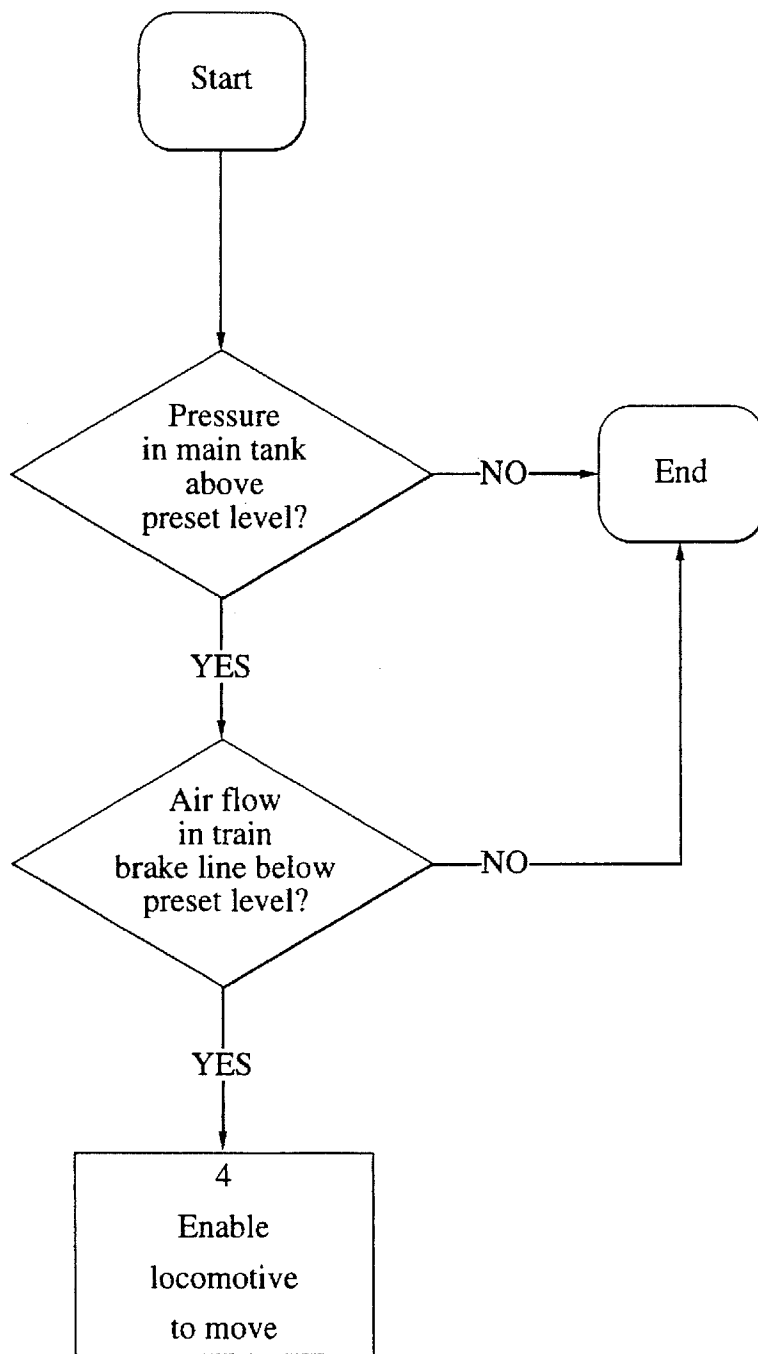 Start
Pressure
in main tank
above
preset level?
NO
End
YES
Air flow
in train
brake line below
preset level?
NO
YES
4
Enable
locomotive
to move